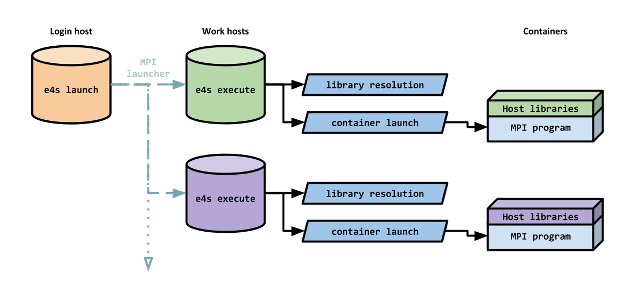 Login host
Work hosts
Containers
MPI
launcher
e4s launch
e4s execute
library resolution
container launch
Host libraries
MPI program
e4s execute
library resolution
container launch
Host libraries
MPI program